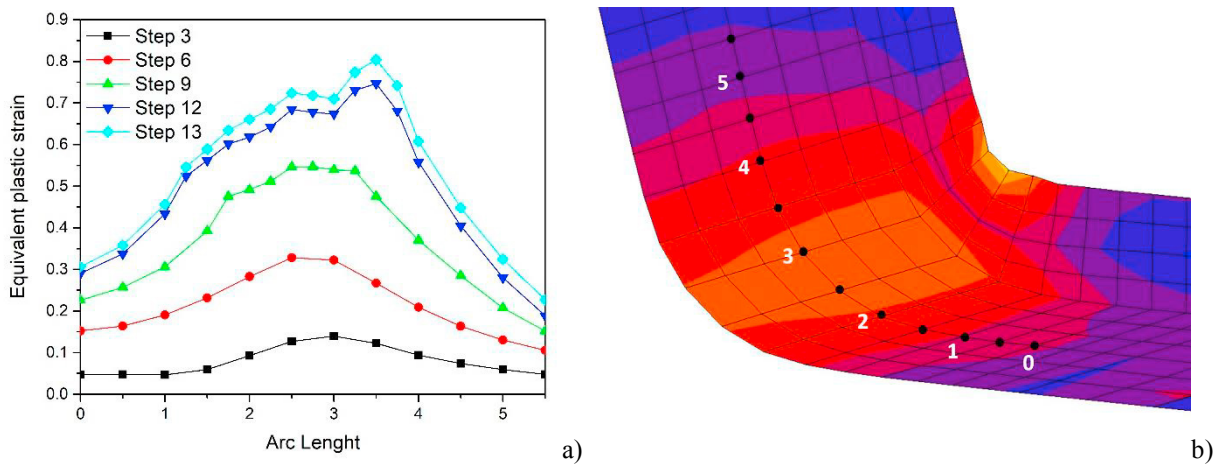 0.9
0.8
0.7
0.6
0.5
0.4
0.3
0.2
0.1
0.0
Equivalent plastic strain
Step 3
Step 6
Step 9
Step 12
Step 13
0 1 2 3 4 5
Arc Lenght
a)
5
4
3
2
1
0
b)